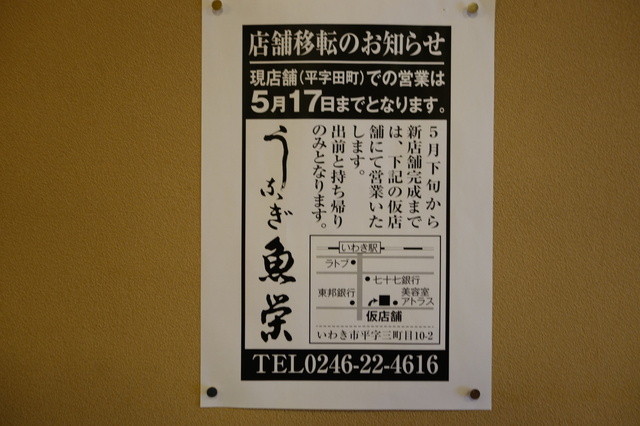 店舗移転のお知らせ
現店舗(平字田町)での営業は
5月17日までとなります。
5月下旬から
新店舗完成まで
は、下記の仮店
舗にて営業いた
します。
出前と持ち帰り
のみとなります。
うなぎ魚栄
いわき駅
ラトブ
七十七銀行
東邦銀行
美容室
アトラス
仮店舗
いわき市平字三町目10-2
TEL0246-22-4616